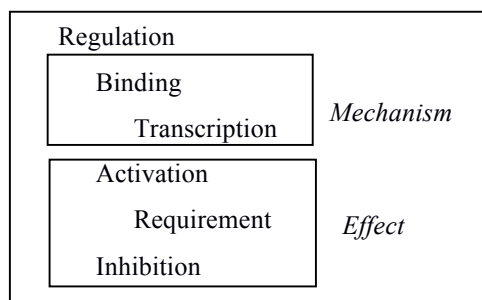 Regulation
Binding
Transcription
Mechanism
Activation
Requirement
Effect
Inhibition